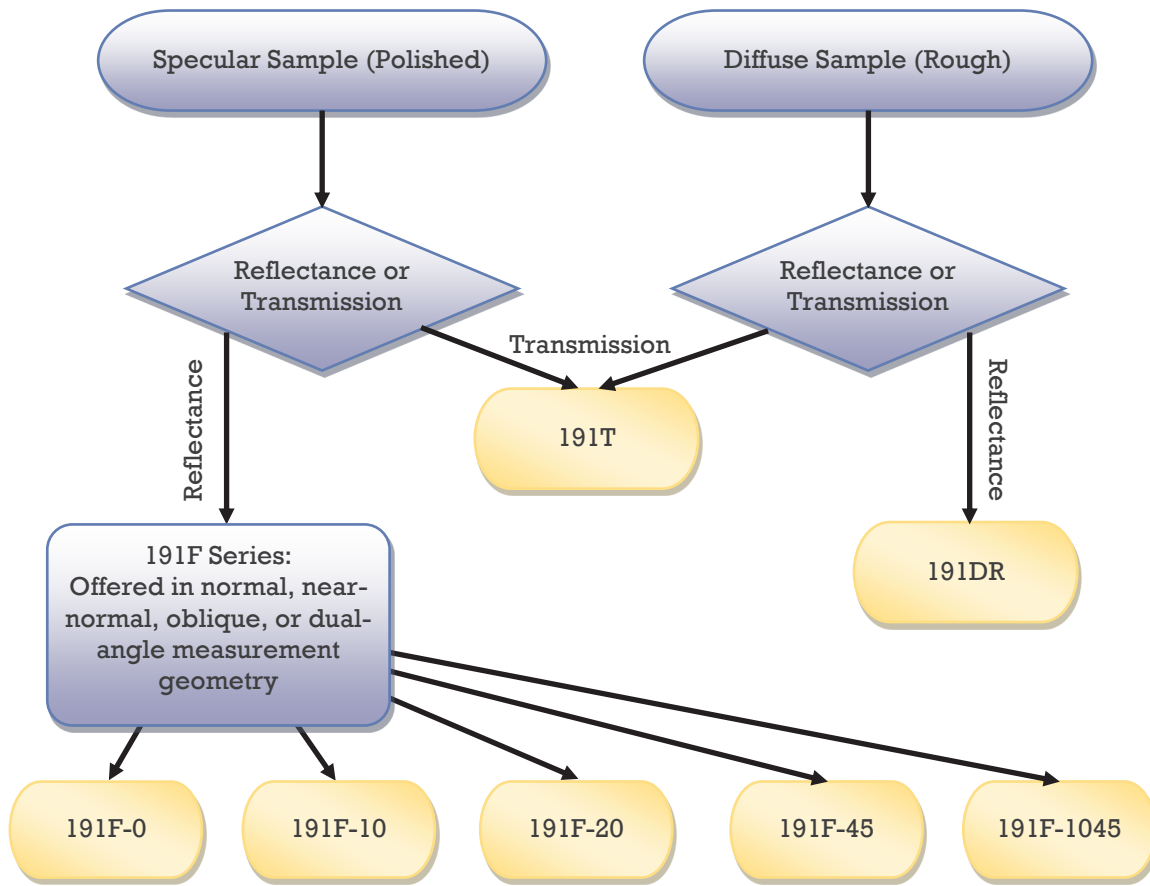 Specular Sample (Polished)
Diffuse Sample (Rough)
Reflectance or
Transmission
Reflectance or
Transmission
Transmission
Reflectance
Reflectance
191T
191DR
191F Series:
Offered in normal, near-
normal, oblique, or dual-
angle measurement
geometry
191F-0
191F-10
191F-20
191F-45
191F-1045